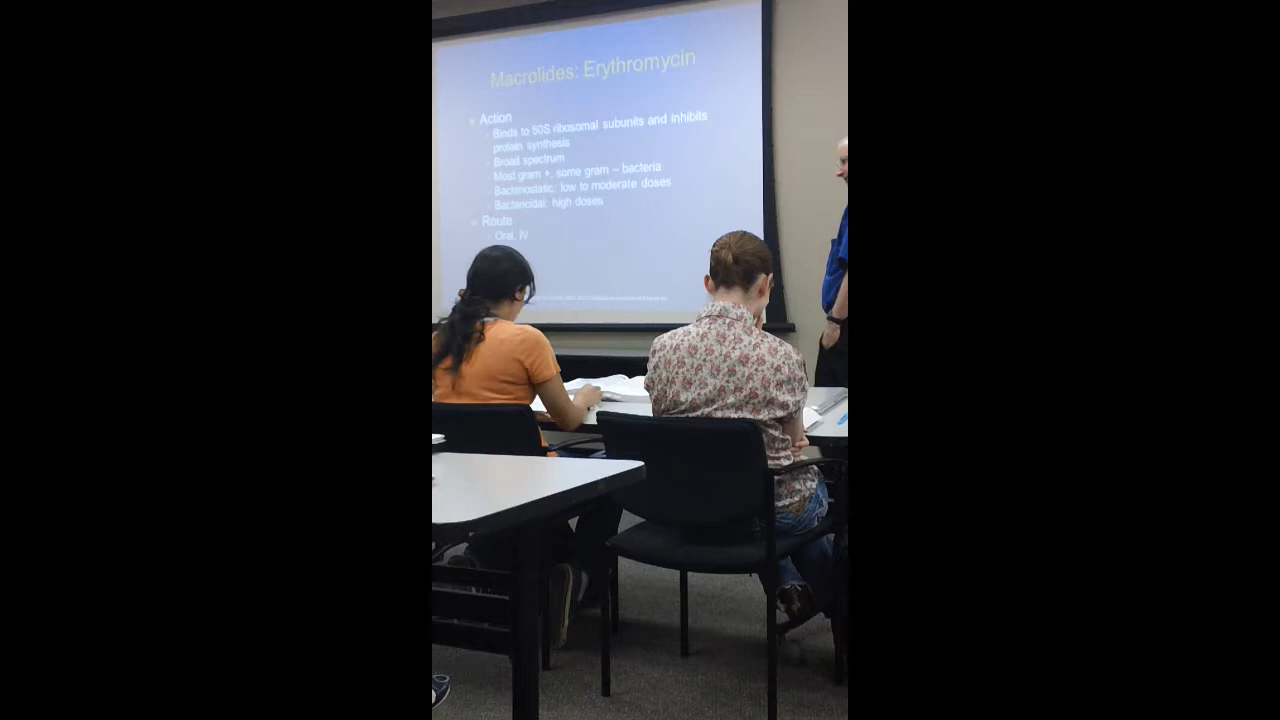 Macrolides: Erythromycin
Action
Binds to 50S ribosomal subunits and inhibits
protein synthesis
Broad spectrum
Most gram +, some gram – bacteria
Bacteriostatic: low to moderate doses
Bactericidal: high doses
Route
Oral, IV